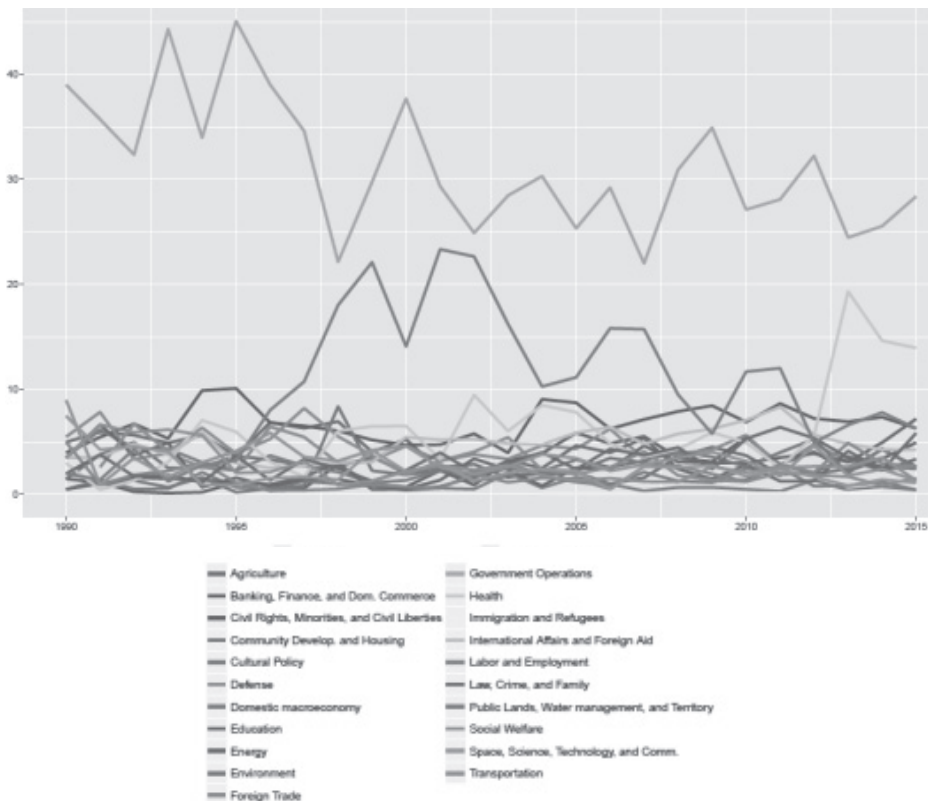 40
30
20
10
0
1990 1995 2000 2005 2010 2015
Agriculture
Banking, Finance, and Dom. Commerce
Civil Rights, Minorities, and Civil Liberties
Community Develop. and Housing
Cultural Policy
Defense
Domestic macroeconomy
Education
Energy
Environment
Foreign Trade
Government Operations
Health
Immigration and Refugees
International Affairs and Foreign Aid
Labor and Employment
Law, Crime, and Family
Public Lands, Water management, and Territory
Social Welfare
Space, Science, Technology, and Comm.
Transportation